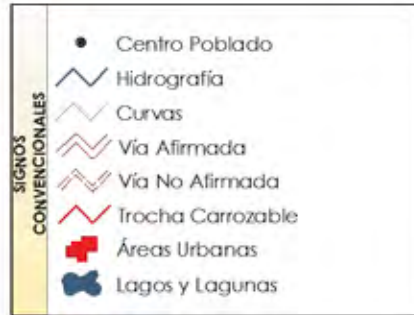 SIGNOS
CONVENCIONALES
Centro Poblado
Hidrografía
Curvas
Vía Afirmada
Vía No Afirmada
Trocha Carrozable
Áreas Urbanas
Lagos y Lagunas